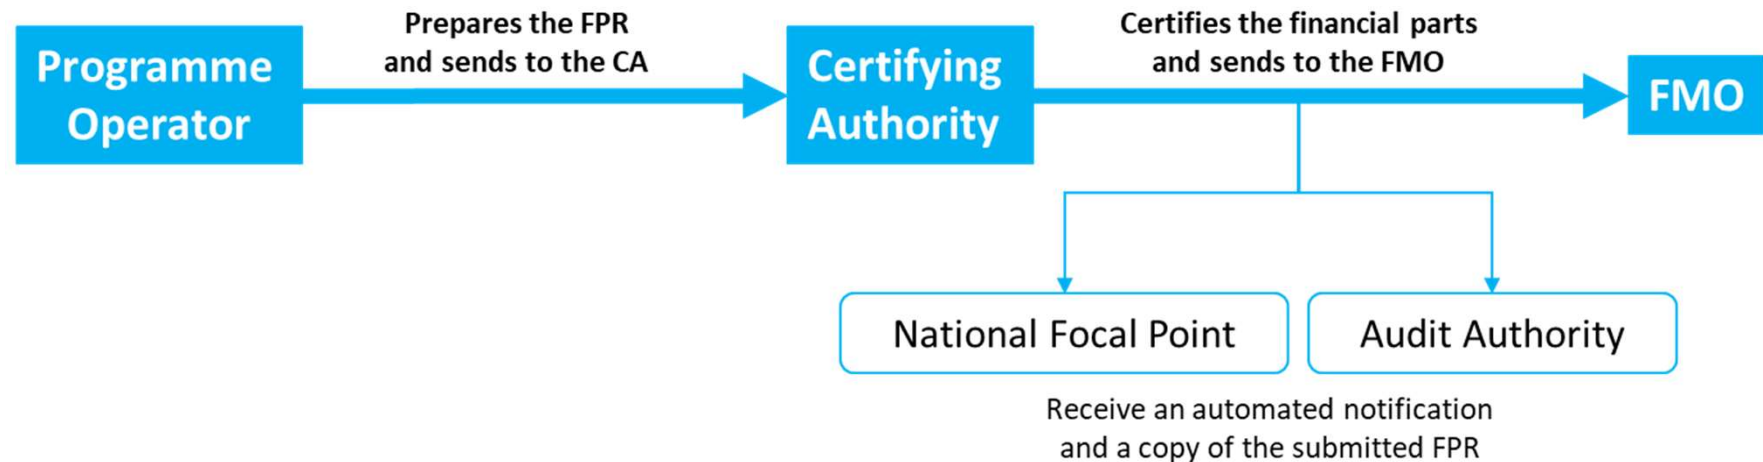 Prepares the FPR
and sends to the CA
Certifies the financial parts
and sends to the FMO
Programme
Operator
Certifying
Authority
FMO
National Focal Point
Audit Authority
Receive an automated notification
and a copy of the submitted FPR